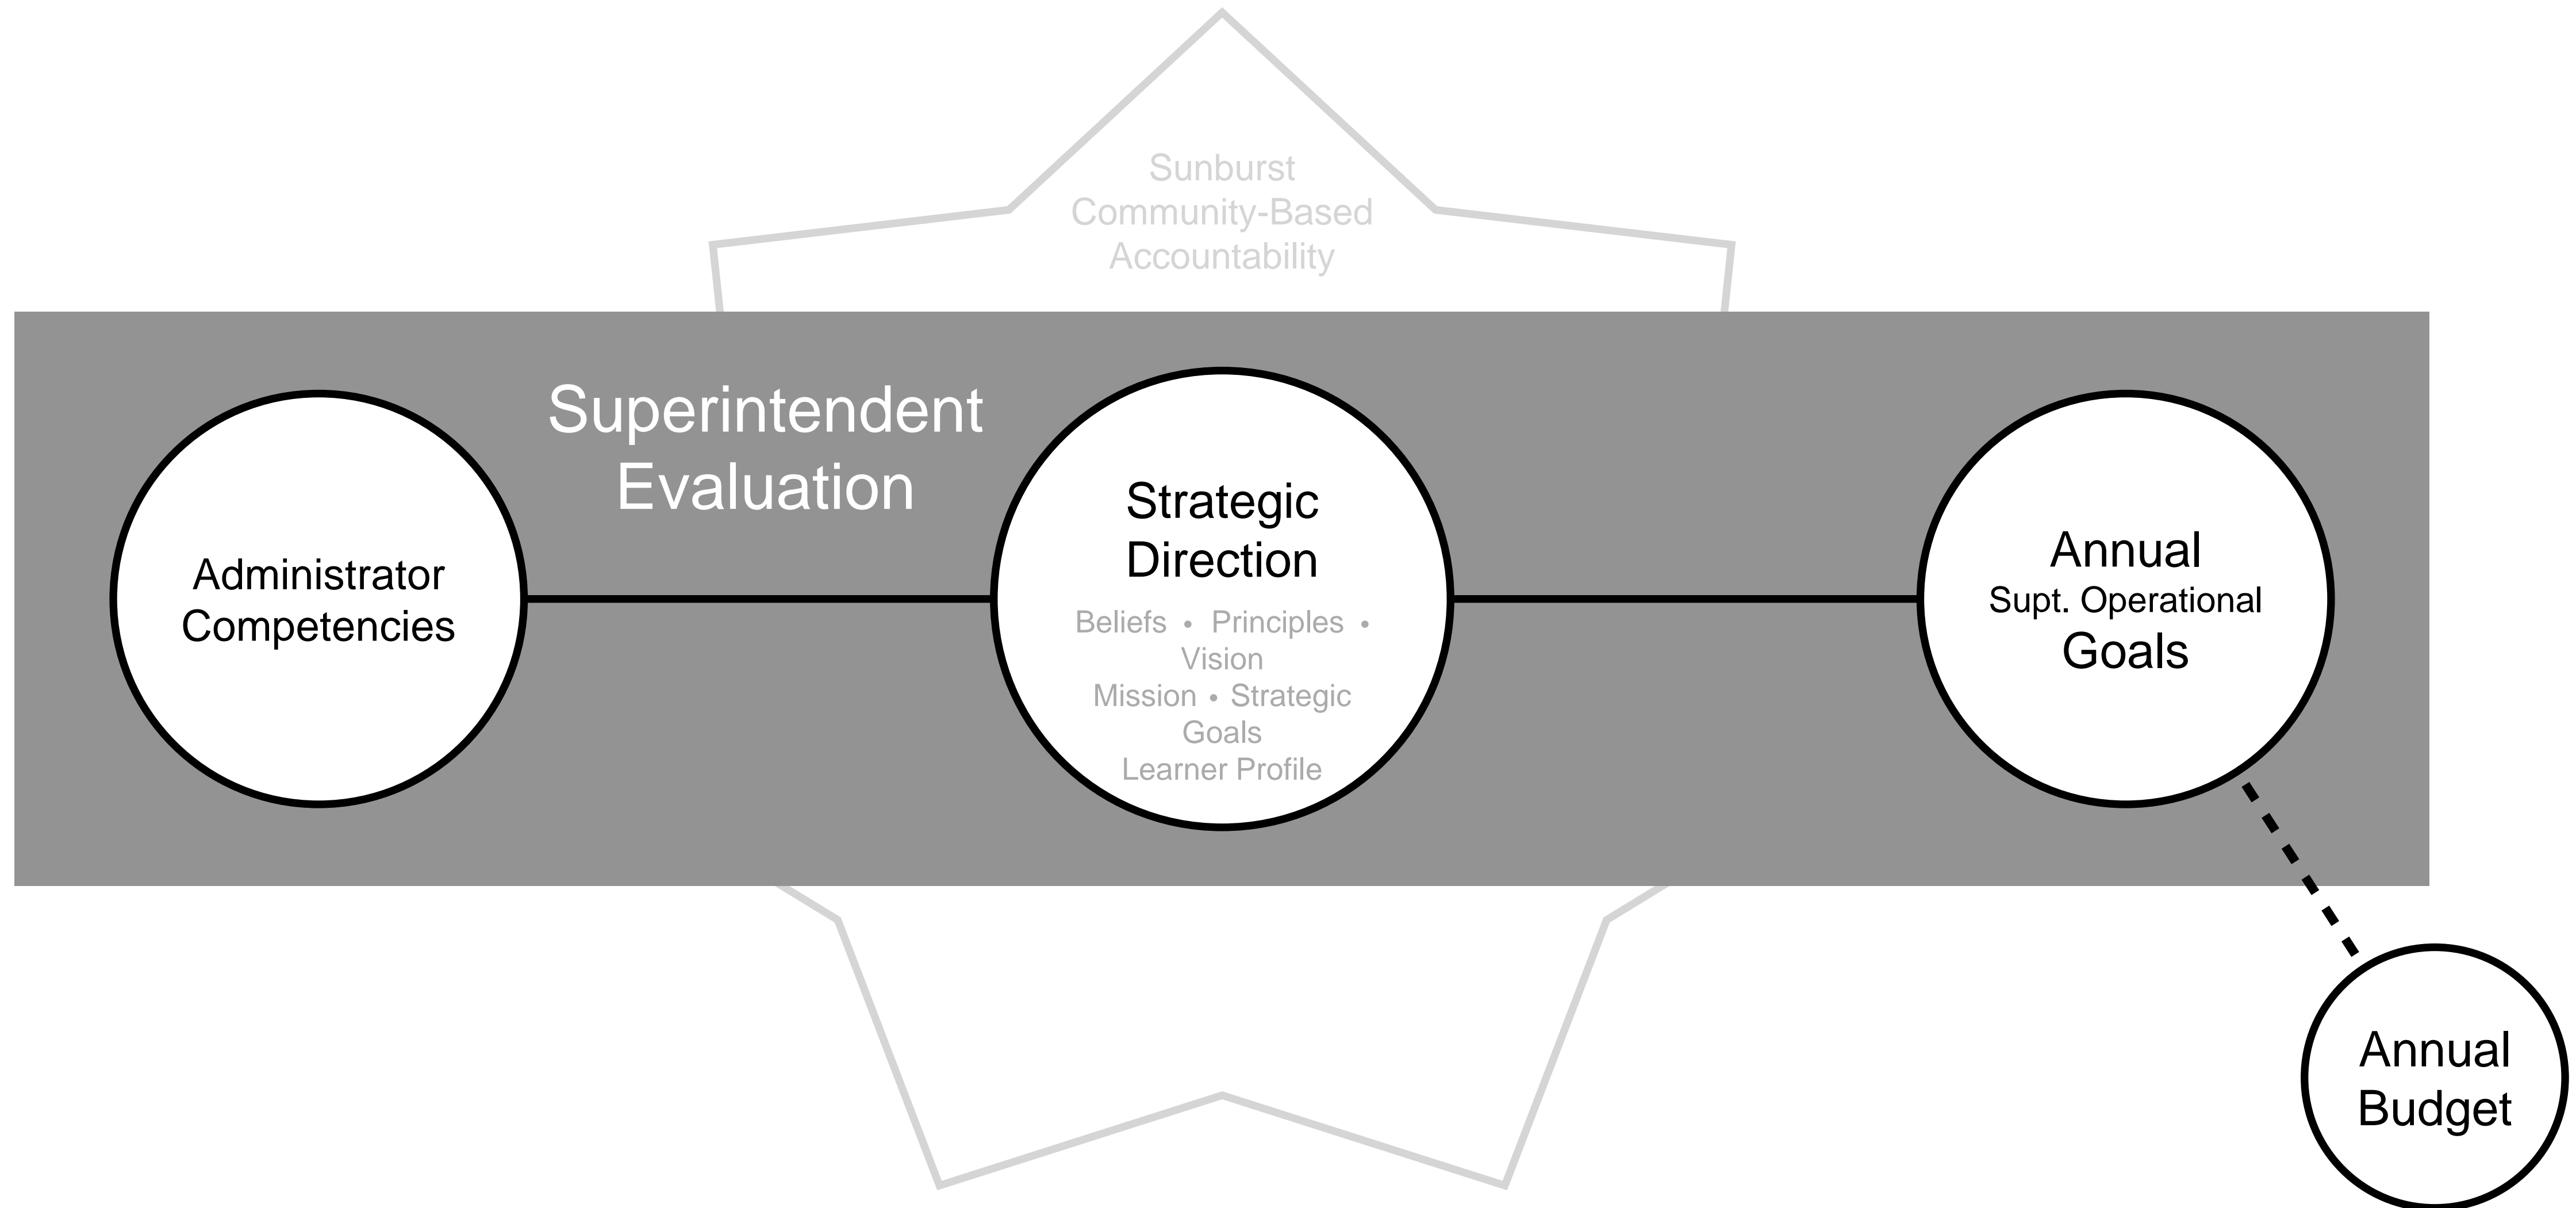 Sunburst
Community-Based
Accountability
Superintendent
Evaluation
Administrator
Competencies
Strategic
Direction
Beliefs • Principles •
Vision
Mission • Strategic
Goals
Learner Profile
Annual
Supt. Operational
Goals
Annual
Budget